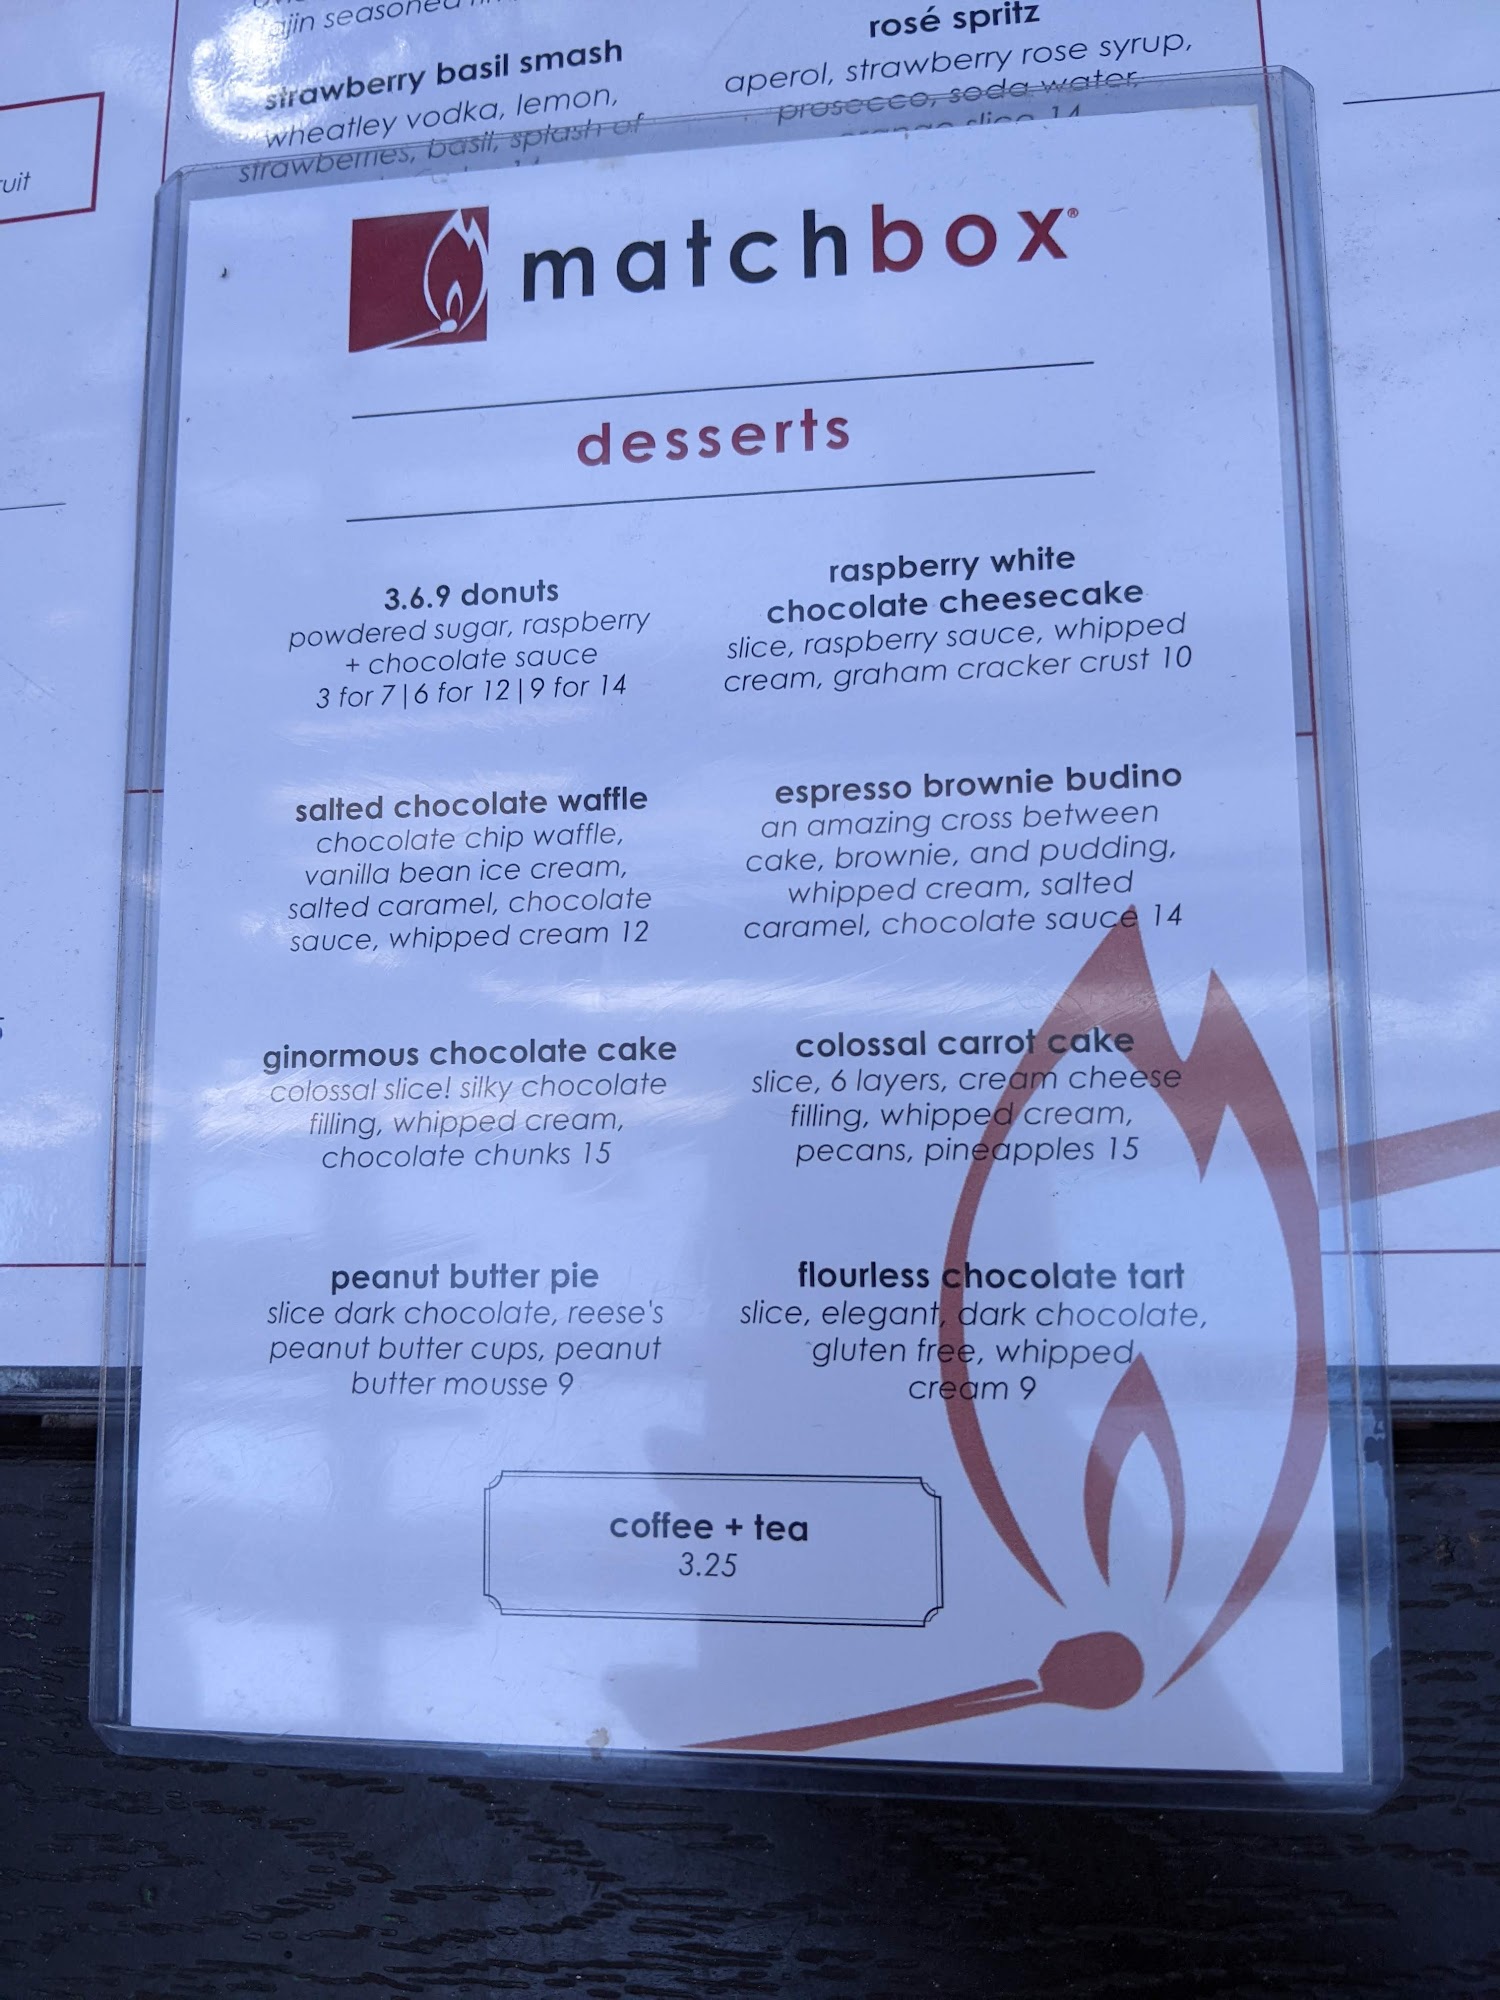 tajin seasoned
strawberry basil smash
wheatley vodka, lemon,
strawberries, basil, splash of
rosé spritz
aperol, strawberry rose syrup,
prosecco, soda water,
orange slice 14
matchbox®
desserts
3.6.9 donuts
powdered sugar, raspberry
+ chocolate sauce
3 for 7|6 for 12|9 for 14
raspberry white
chocolate cheesecake
slice, raspberry sauce, whipped
cream, graham cracker crust 10
salted chocolate waffle
chocolate chip waffle,
vanilla bean ice cream,
salted caramel, chocolate
sauce, whipped cream 12
espresso brownie budino
an amazing cross between
cake, brownie, and pudding,
whipped cream, salted
caramel, chocolate sauce 14
ginormous chocolate cake
colossal slice! silky chocolate
filling, whipped cream,
chocolate chunks 15
colossal carrot cake
slice, 6 layers, cream cheese
filling, whipped cream,
pecans, pineapples 15
peanut butter pie
slice dark chocolate, reese's
peanut butter cups, peanut
butter mousse 9
flourless chocolate tart
slice, elegant, dark chocolate,
gluten free, whipped
cream 9
coffee + tea
3.25